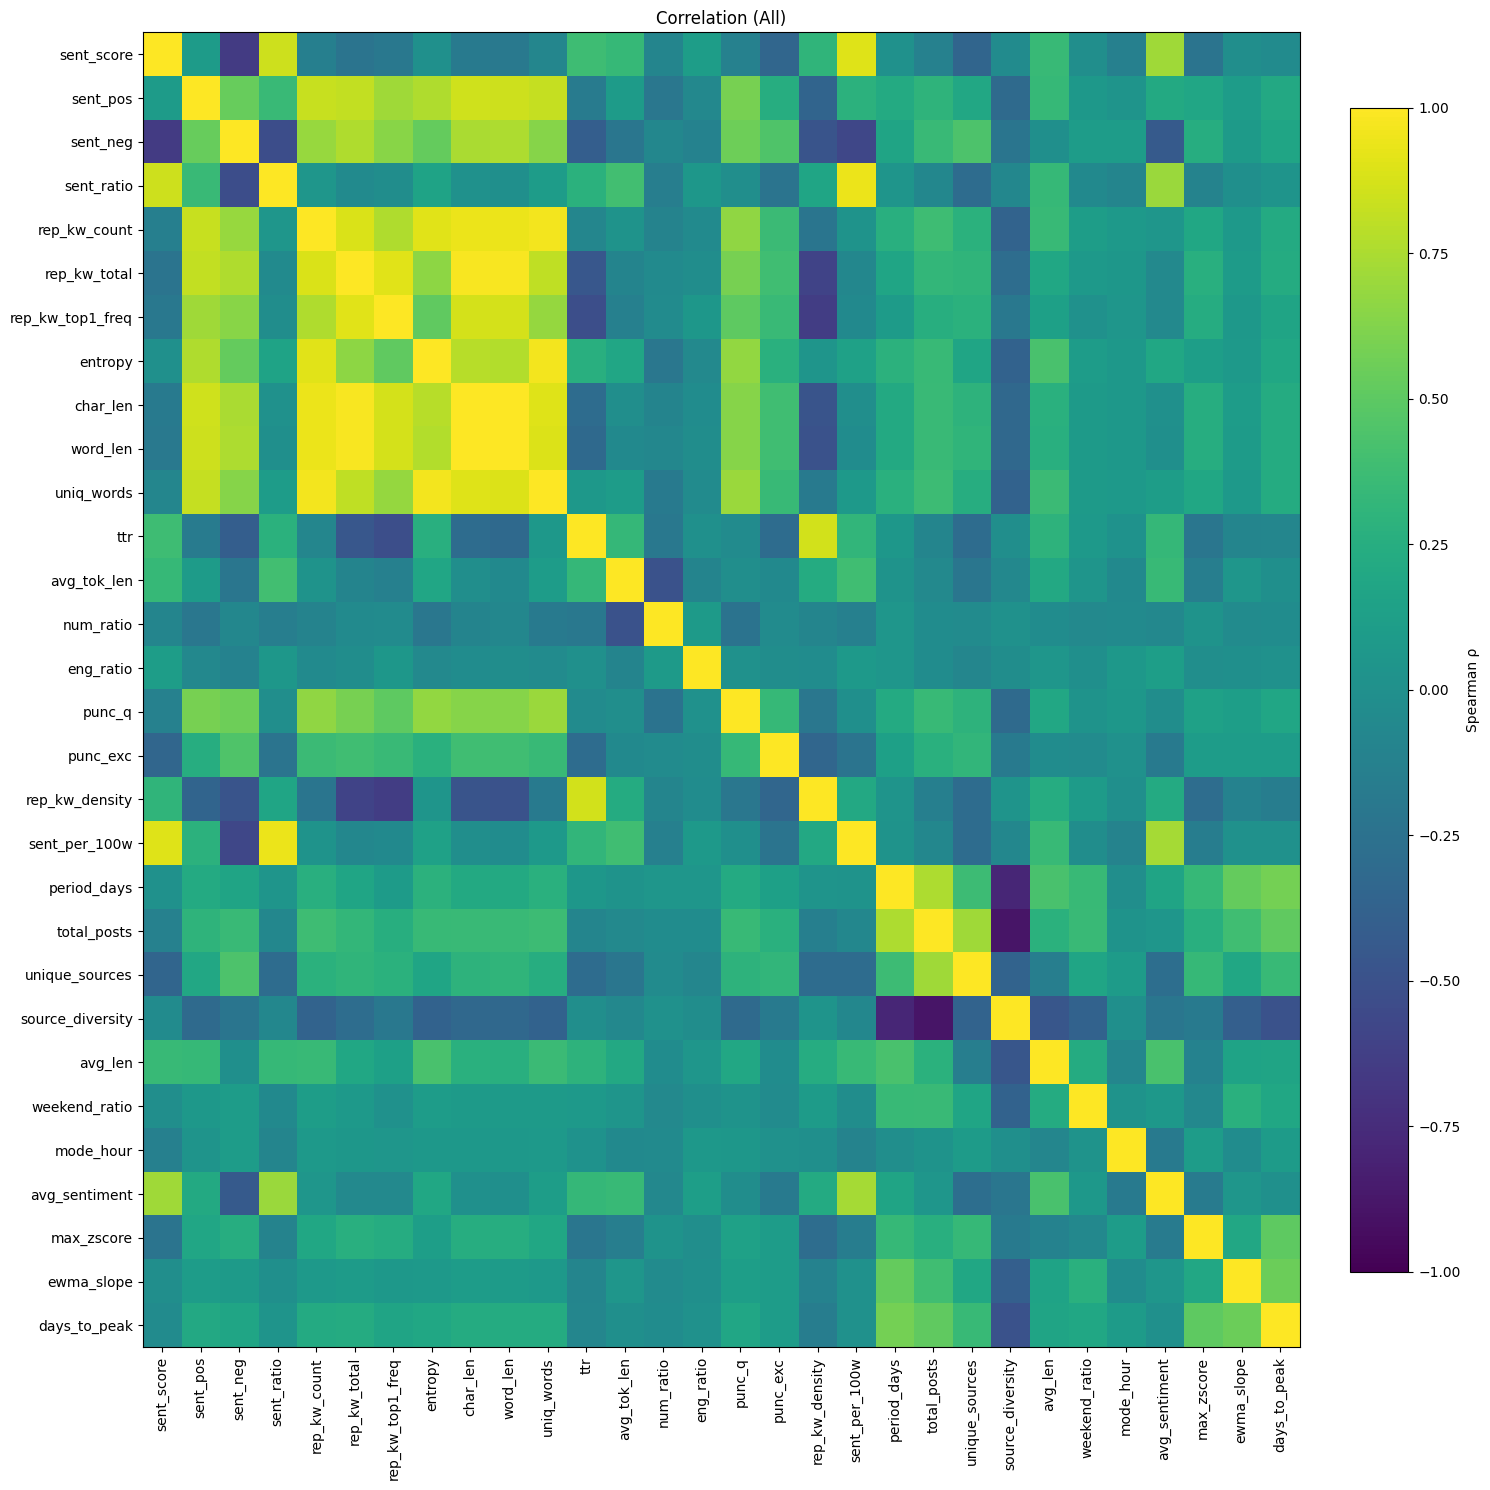 Correlation (All)
sent_score
sent_pos
sent_neg
sent_ratio
rep_kw_count
rep_kw_total
rep_kw_top1_freq
entropy
char_len
word_len
uniq_words
ttr
avg_tok_len
num_ratio
eng_ratio
punc_q
punc_exc
rep_kw_density
sent_per_100w
period_days
total_posts
unique_sources
source_diversity
avg_len
weekend_ratio
mode_hour
avg_sentiment
max_zscore
ewma_slope
days_to_peak
sent_score
sent_pos
sent_neg
sent_ratio
rep_kw_count
rep_kw_total
rep_kw_top1_freq
entropy
char_len
word_len
uniq_words
ttr
avg_tok_len
num_ratio
eng_ratio
punc_q
punc_exc
rep_kw_density
sent_per_100w
period_days
total_posts
unique_sources
source_diversity
avg_len
weekend_ratio
mode_hour
avg_sentiment
max_zscore
ewma_slope
days_to_peak
1.00
0.75
0.50
0.25
0.00
−0.25
−0.50
−0.75
−1.00
Spearman ρ